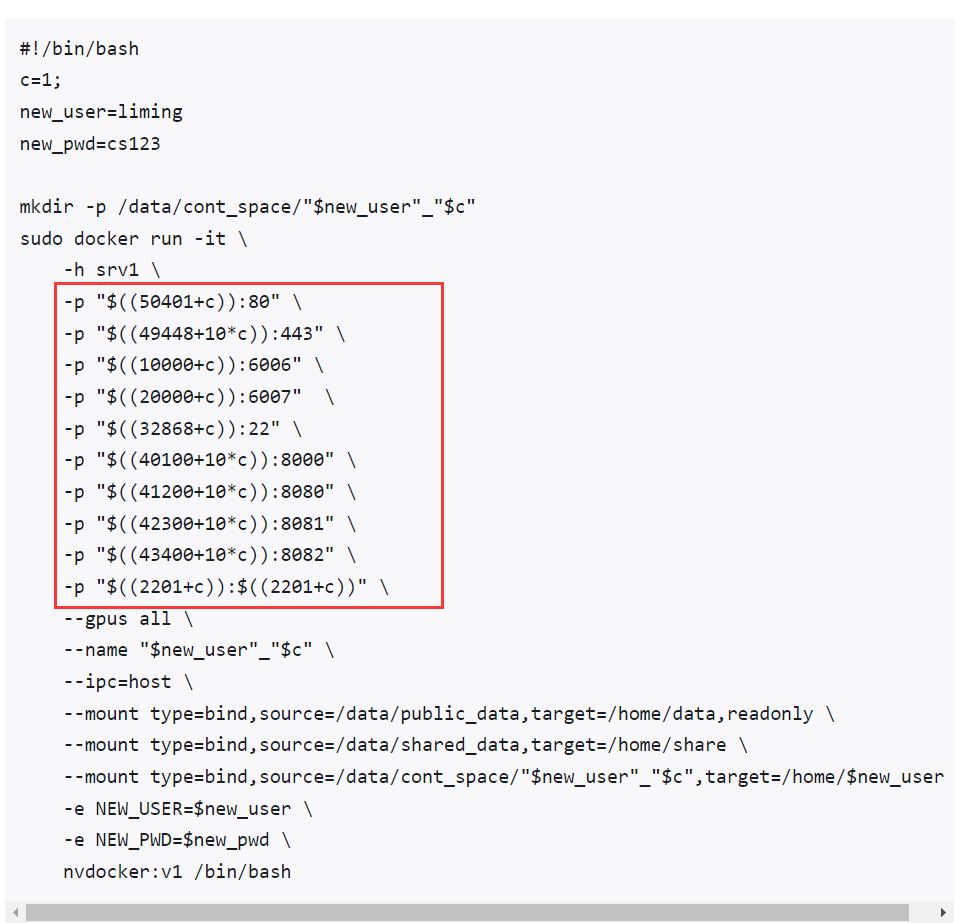 #!/bin/bash
c=1;
new_user=liming
new_pwd=cs123

mkdir -p /data/cont_space/"$new_user"_"$c"
sudo docker run -it \
    -h srv1 \
    -p "$((50401+c)):80" \
    -p "$((49448+10*c)):443" \
    -p "$((10000+c)):6006" \
    -p "$((20000+c)):6007"  \
    -p "$((32868+c)):22" \
    -p "$((40100+10*c)):8000" \
    -p "$((41200+10*c)):8080" \
    -p "$((42300+10*c)):8081" \
    -p "$((43400+10*c)):8082" \
    -p "$((2201+c)):$((2201+c))" \
    --gpus all \
    --name "$new_user"_"$c" \
    --ipc=host \
    --mount type=bind,source=/data/public_data,target=/home/data,readonly \
    --mount type=bind,source=/data/shared_data,target=/home/share \
    --mount type=bind,source=/data/cont_space/"$new_user"_"$c",target=/home/$new_user
    -e NEW_USER=$new_user \
    -e NEW_PWD=$new_pwd \
    nvdocker:v1 /bin/bash